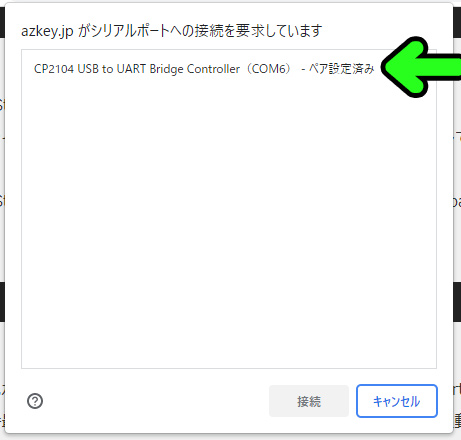 azkey.jp がシリアルポートへの接続を要求しています
CP2104 USB to UART Bridge Controller（COM6） - ペア設定済み
接続
キャンセル